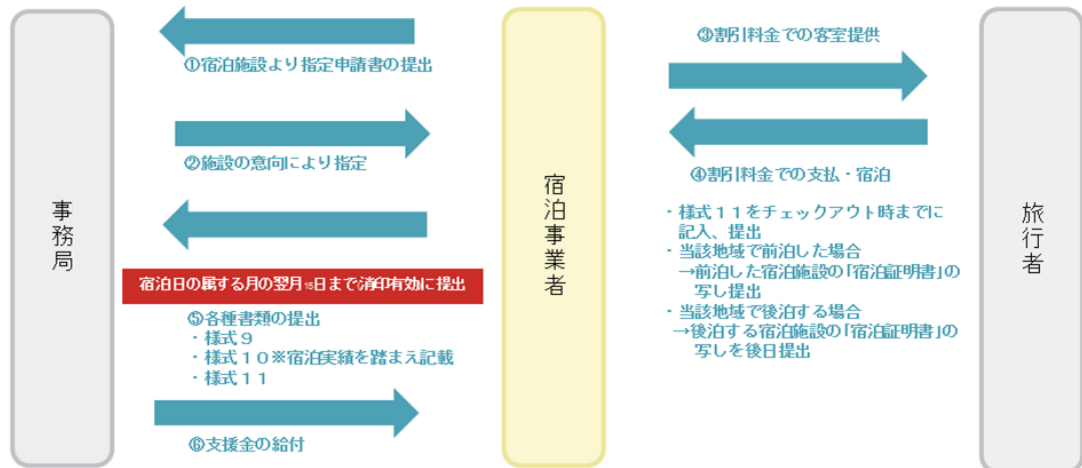 事務局
①宿泊施設より指定申請書の提出
②施設の意向により指定
宿泊日の属する月の翌月15日まで消印有効に提出
⑤各種書類の提出
・様式9
・様式10※宿泊実績を踏まえ記載
・様式11
⑥支援金の給付
宿泊事業者
③割引料金での客室提供
④割引料金での支払・宿泊
・様式11をチェックアウト時までに
記入、提出
・当該地域で前泊した場合
→前泊した宿泊施設の「宿泊証明書」の
写し提出
・当該地域で後泊する場合
→後泊する宿泊施設の「宿泊証明書」の
写しを後日提出
旅行者